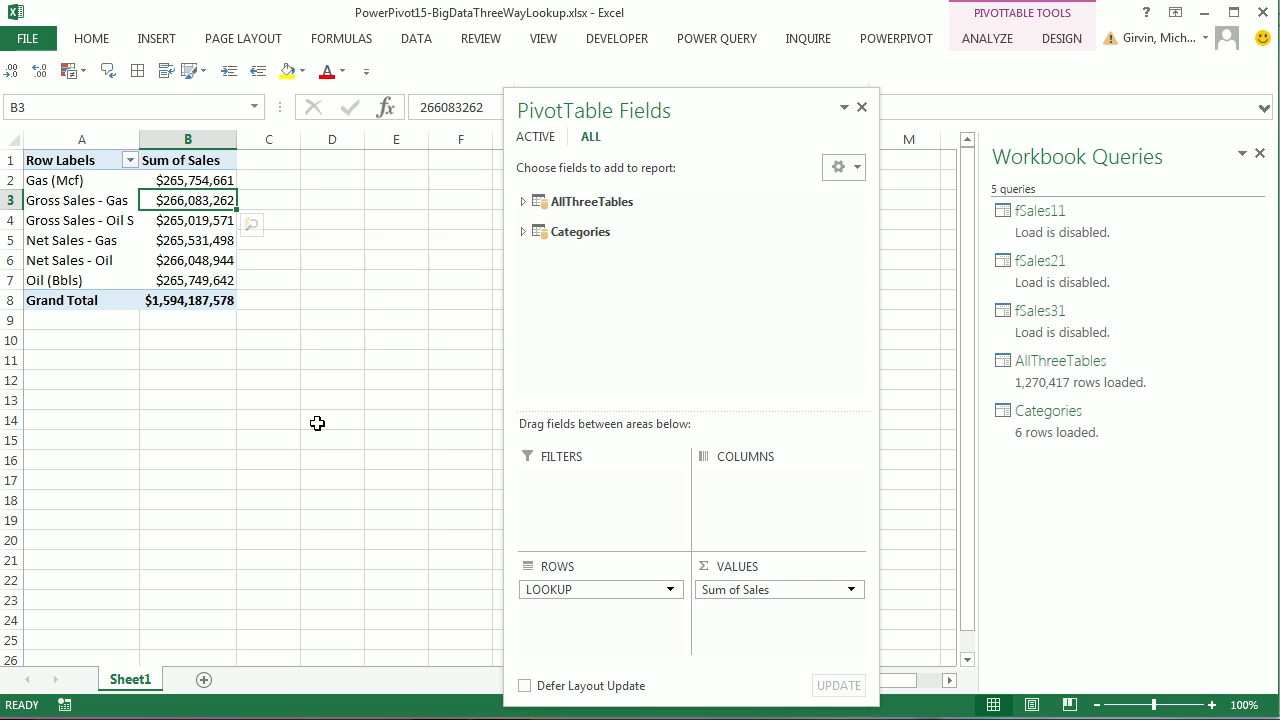 PowerPivot15-BigDataThreeWayLookup.xlsx - Excel
PIVOTTABLE TOOLS
?
FILE HOME INSERT PAGE LAYOUT FORMULAS DATA REVIEW VIEW DEVELOPER POWER QUERY INQUIRE POWERPIVOT ANALYZE DESIGN Girvin, Mich...
B3 fx 266083262
A B C D E F M
1 Row Labels Sum of Sales
2 Gas (Mcf) $265,754,661
3 Gross Sales - Gas $266,083,262
4 Gross Sales - Oil S $265,019,571
5 Net Sales - Gas $265,531,498
6 Net Sales - Oil $266,048,944
7 Oil (Bbls) $265,749,642
8 Grand Total $1,594,187,578
9
10
11
12
13
14
15
16
17
18
19
20
21
22
23
24
25
26
PivotTable Fields
ACTIVE ALL
Choose fields to add to report:
AllThreeTables
Categories
Drag fields between areas below:
FILTERS COLUMNS
ROWS VALUES
LOOKUP Sum of Sales
Defer Layout Update UPDATE
Workbook Queries
5 queries
fSales11
Load is disabled.
fSales21
Load is disabled.
fSales31
Load is disabled.
AllThreeTables
1,270,417 rows loaded.
Categories
6 rows loaded.
Sheet1
READY 100%